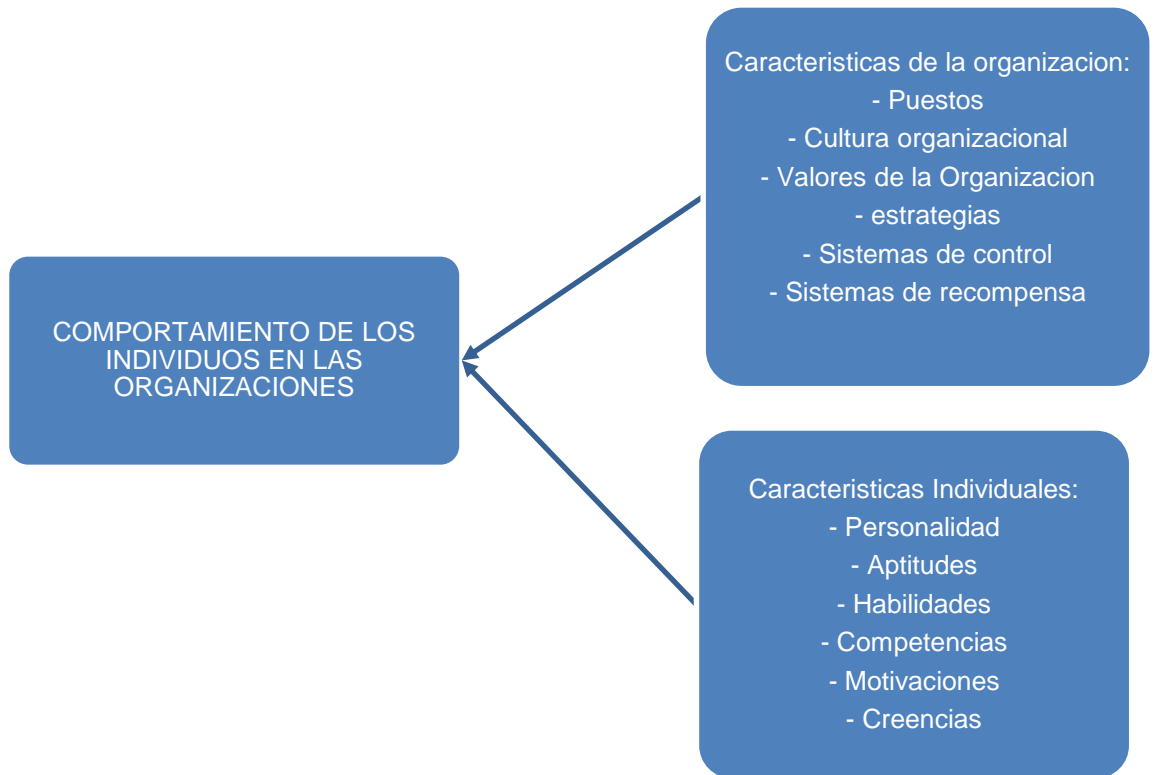 Caracteristicas de la organizacion:
- Puestos
- Cultura organizacional
- Valores de la Organizacion
- estrategias
- Sistemas de control
- Sistemas de recompensa
COMPORTAMIENTO DE LOS
INDIVIDUOS EN LAS
ORGANIZACIONES
Caracteristicas Individuales:
- Personalidad
- Aptitudes
- Habilidades
- Competencias
- Motivaciones
- Creencias